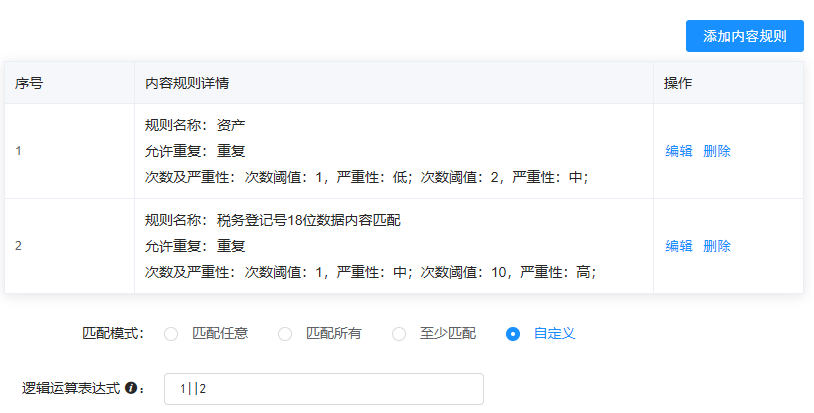 添加内容规则
序号 内容规则详情 操作
规则名称：资产
1 允许重复：重复 编辑 删除
次数及严重性：次数阈值：1，严重性：低；次数阈值：2，严重性：中；
规则名称：税务登记号18位数据内容匹配
2 允许重复：重复 编辑 删除
次数及严重性：次数阈值：1，严重性：中；次数阈值：10，严重性：高；
匹配模式： 匹配任意 匹配所有 至少匹配 自定义
逻辑运算表达式 i ： 1||2